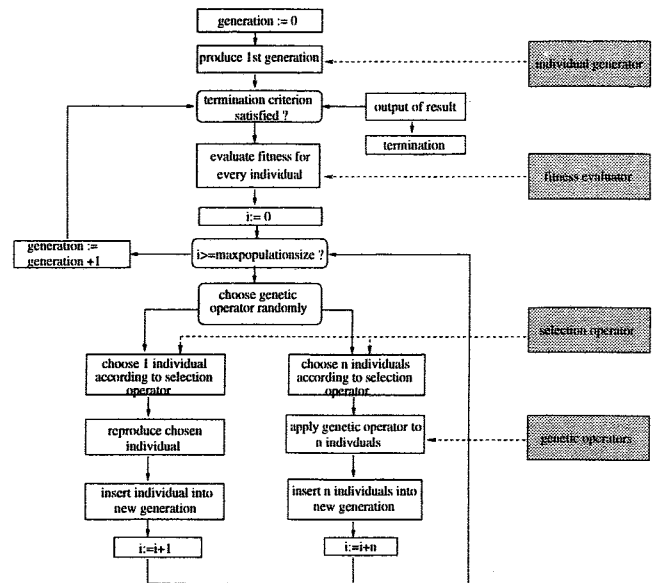 generation := 0
produce 1st generation
individual generator
termination criterion
satisfied ?
output of result
termination
evaluate fitness for
every individual
fitness evaluator
i:= 0
generation :=
generation +1
i>=maxpopulationsize ?
choose genetic
operator randomly
selection operator
choose 1 individual
according to selection
operator
choose n individuals
according to selection
operator
reproduce chosen
individual
apply genetic operator to
n indivduals
genetic operators
insert individual into
new generation
insert n individuals into
new generation
i:=i+1
i:=i+n